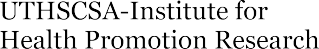 UTHSCSA-Institute for
Health Promotion Research